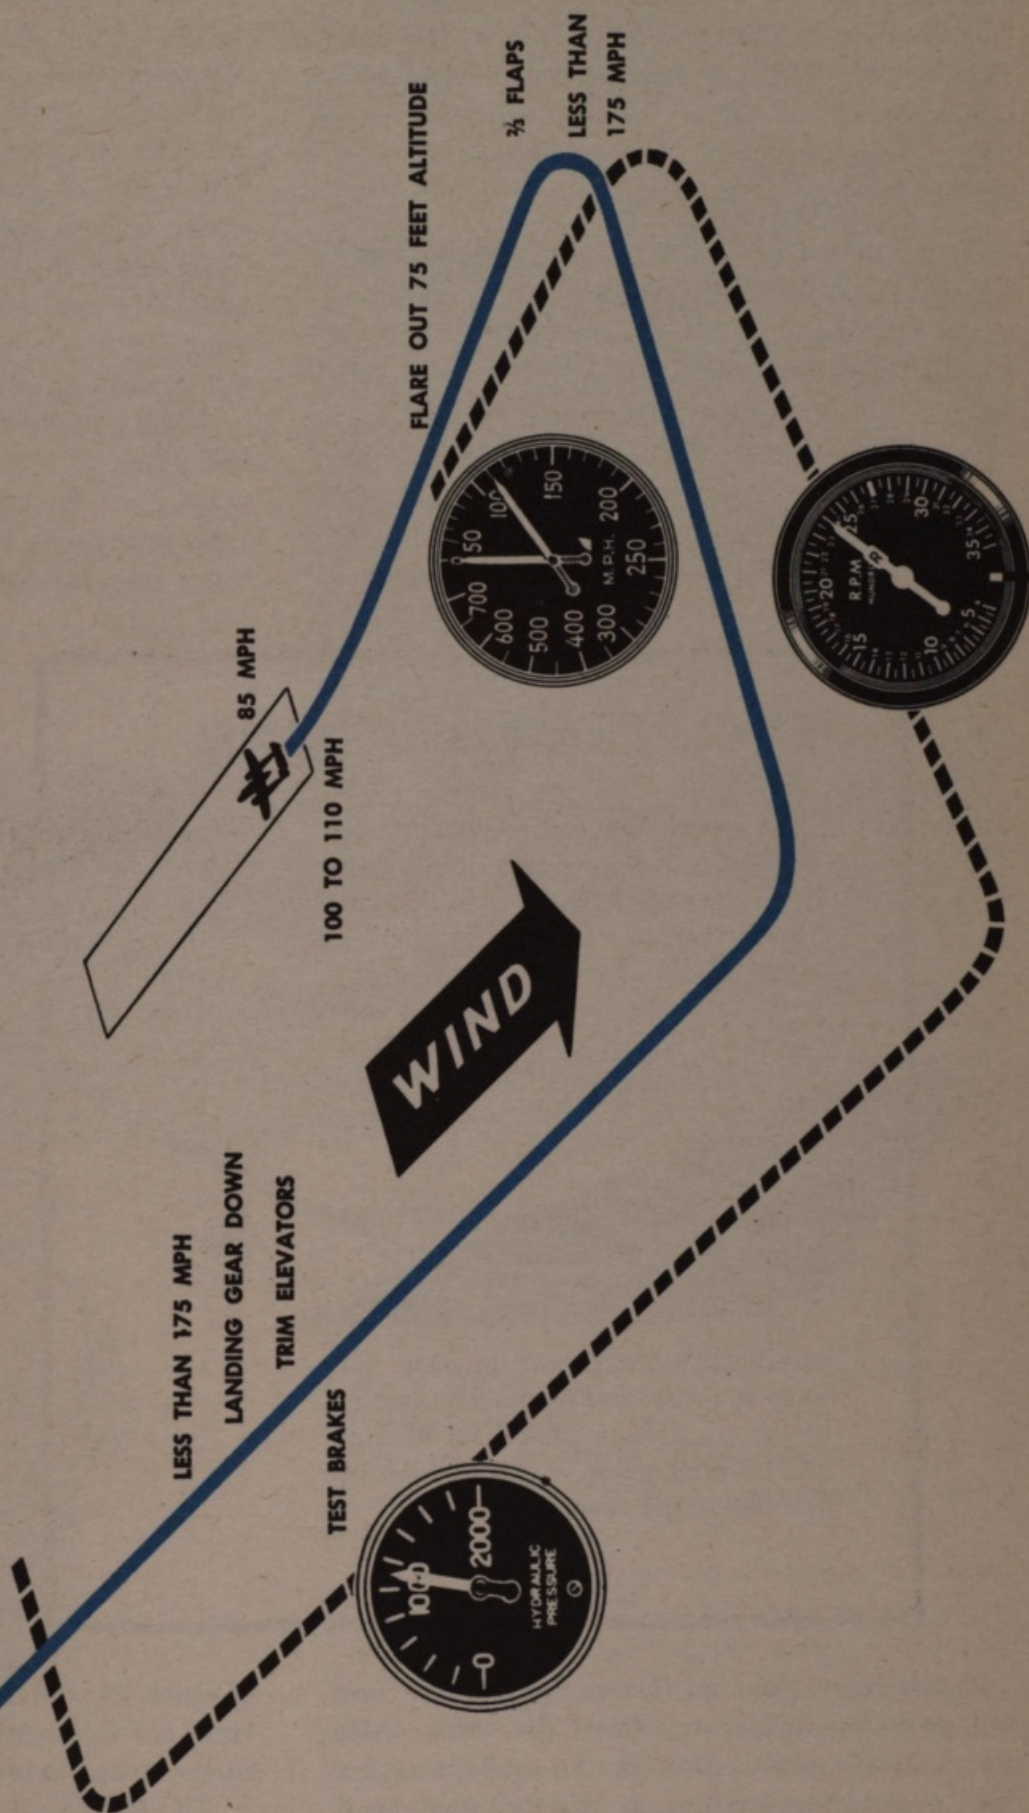 LESS THAN 175 MPH
LANDING GEAR DOWN
TRIM ELEVATORS
TEST BRAKES
HYDRAULIC
PRESSURE
0
1000
2000
WIND
85 MPH
100 TO 110 MPH
FLARE OUT 75 FEET ALTITUDE
⅔ FLAPS
LESS THAN
175 MPH
0
50
100
150
200
250
300
400
500
600
700
M.P.H.
R.P.M
5
10
15
20
25
30
35